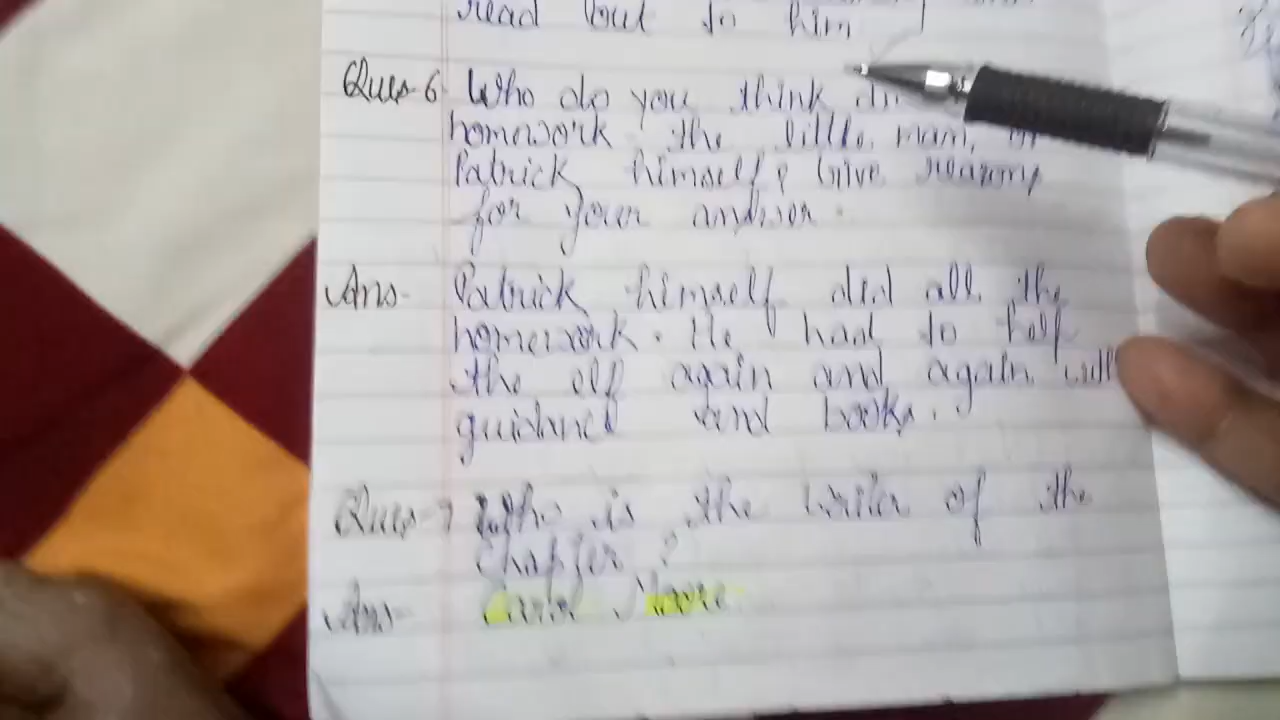 read out to him
Ques-6 Who do you think
homework the little man, or
Patrick himself? Give reasons
for your answer.
Ans- Patrick himself did all the
homework. He had to help
the elf again and again with
guidance and books.
Ques-7 Who is the writer of the
Chapter ?
Ans- Carol Moore